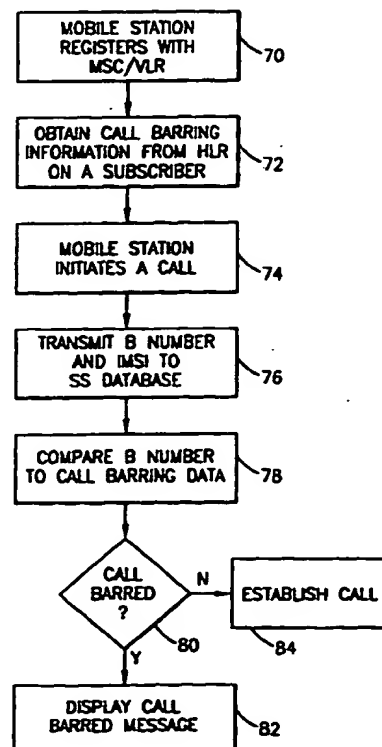 MOBILE STATION
REGISTERS WITH
MSC/VLR
70
OBTAIN CALL BARRING
INFORMATION FROM HLR
ON A SUBSCRIBER
72
MOBILE STATION
INITIATES A CALL
74
TRANSMIT B NUMBER
AND IMSI TO
SS DATABASE
76
COMPARE B NUMBER
TO CALL BARRING DATA
78
CALL
BARRED
?
80
N
ESTABLISH CALL
84
Y
DISPLAY CALL
BARRED MESSAGE
82